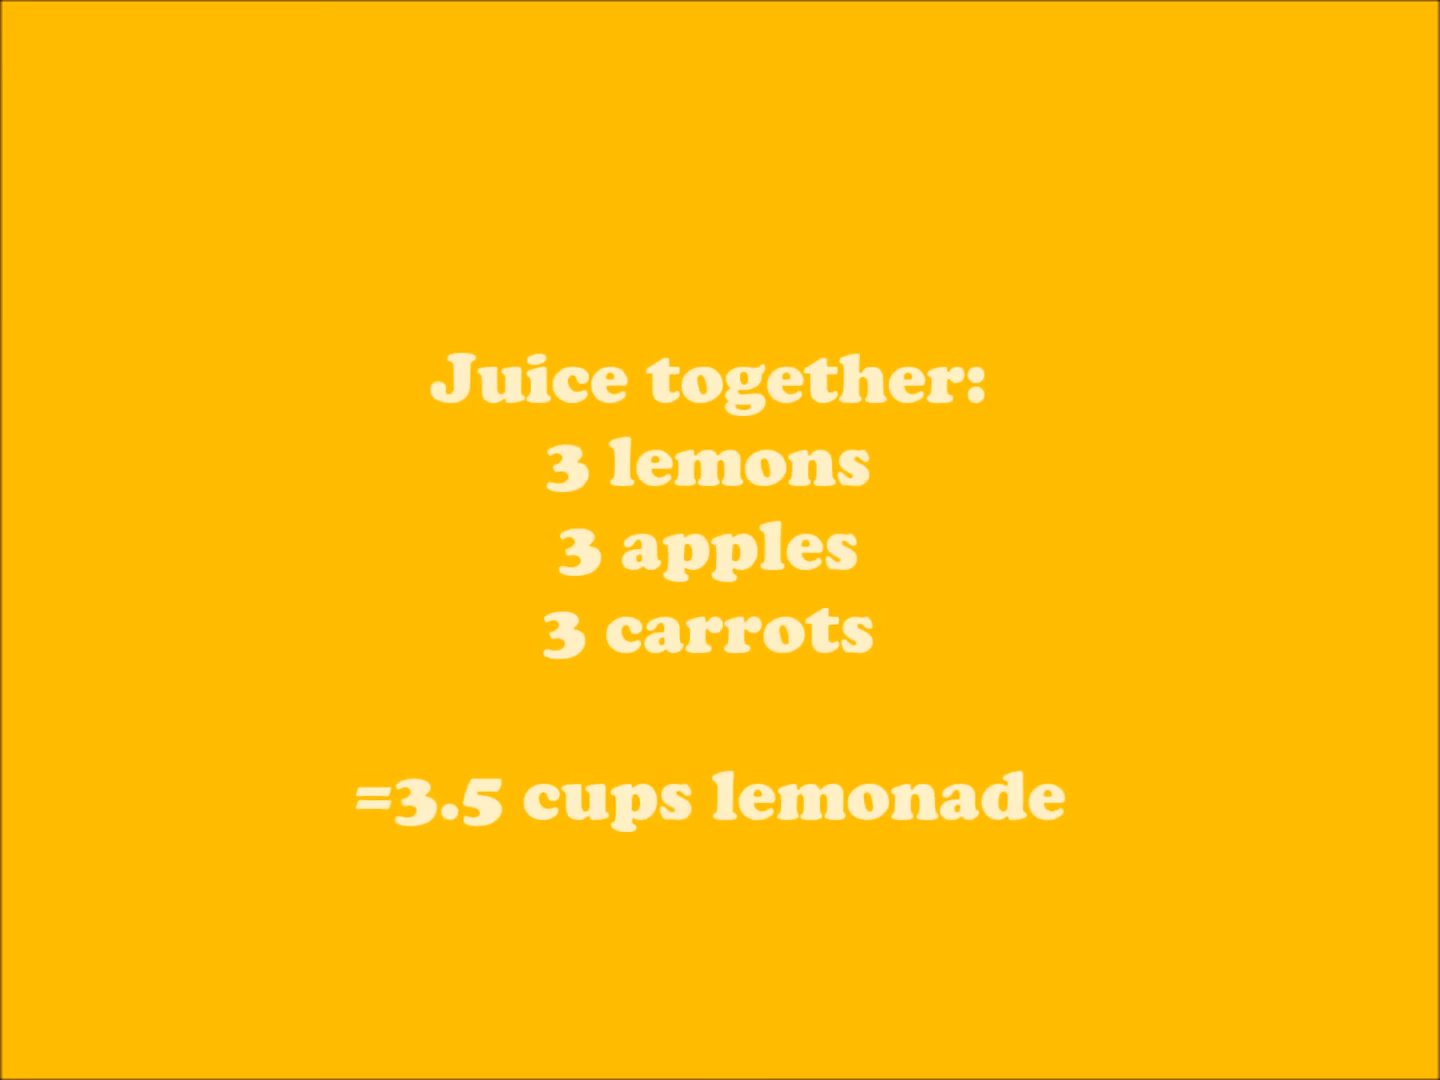 Juice together:
3 lemons
3 apples
3 carrots
=3.5 cups lemonade